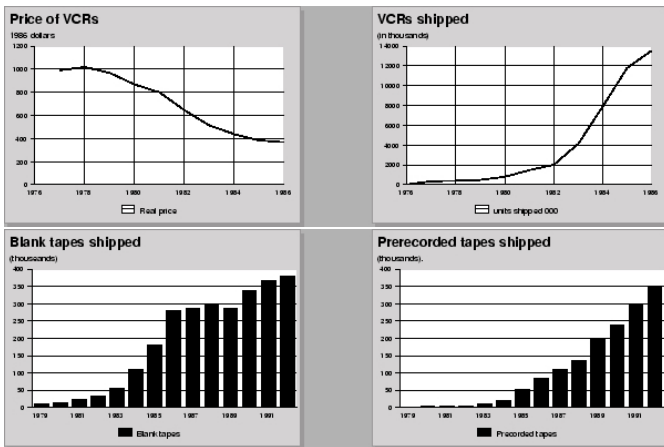 Price of VCRs
1986 dollars
1200
1000
800
600
400
200
0
1976 1978 1980 1982 1984 1986
Real price
VCRs shipped
(in thousands)
14000
12000
10000
8000
6000
4000
2000
0
1976 1978 1980 1982 1984 1986
units shipped 000
Blank tapes shipped
(thouseands)
400
350
300
250
200
150
100
50
0
1979 1981 1983 1985 1987 1989 1991
Blank tapes
Prerecorded tapes shipped
(thousands).
400
350
300
250
200
150
100
50
0
1979 1981 1983 1985 1987 1989 1991
Precorded tapes